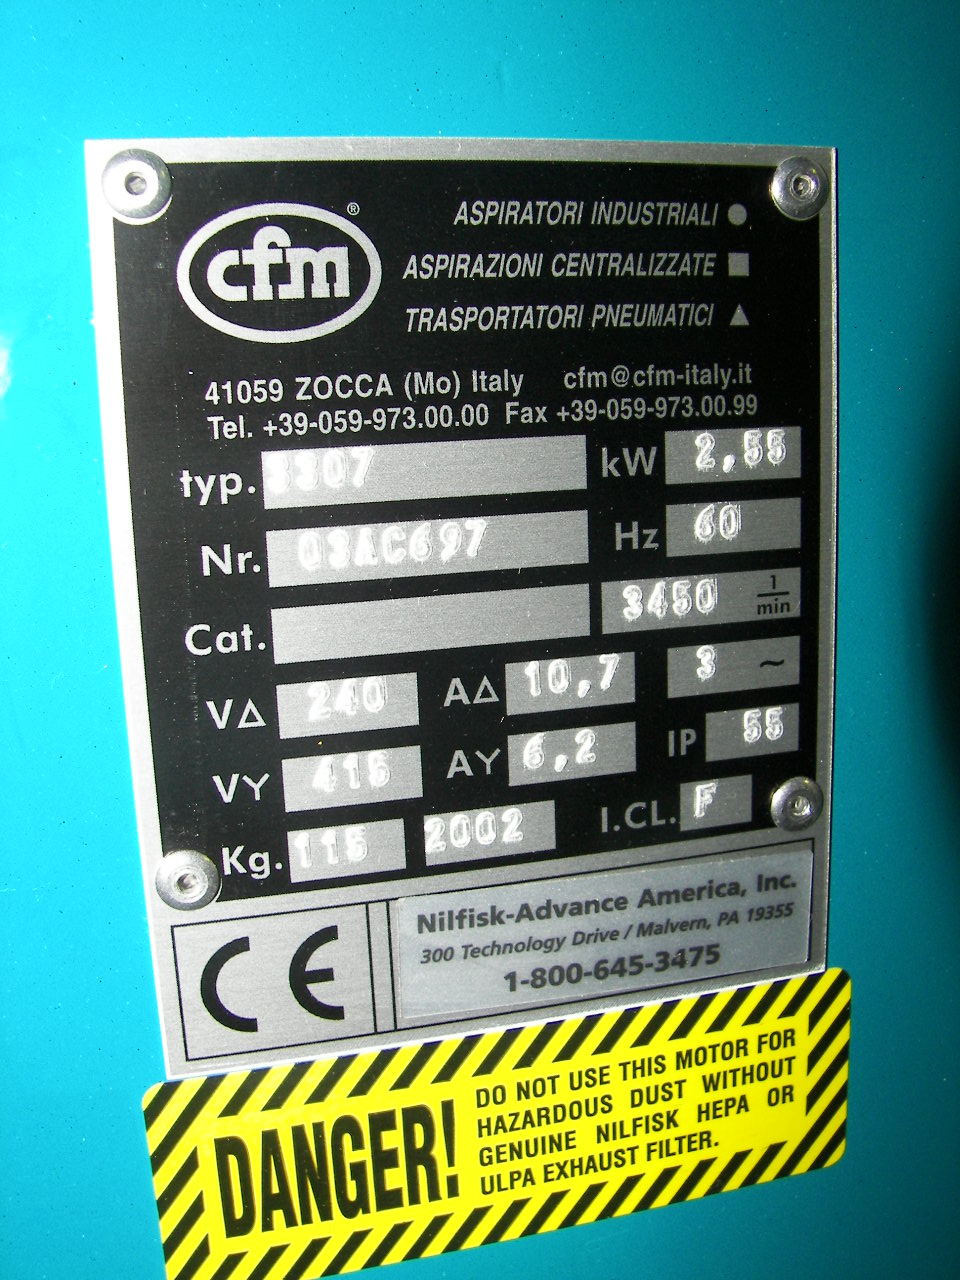 cfm®
ASPIRATORI INDUSTRIALI ●
ASPIRAZIONI CENTRALIZZATE ■
TRASPORTATORI PNEUMATICI ▲
41059 ZOCCA (Mo) Italy cfm@cfm-italy.it
Tel. +39-059-973.00.00 Fax +39-059-973.00.99
typ. 3307 kW 2,55
Nr. 03AC697 Hz 60
Cat. 3450 1/min
V△ 240 A△ 10,7 3 ~
VY 415 AY 6,2 IP 55
Kg. 115 2002 I.CL. F
CE
Nilfisk-Advance America, Inc.
300 Technology Drive / Malvern, PA 19355
1-800-645-3475
DANGER!
DO NOT USE THIS MOTOR FOR
HAZARDOUS DUST WITHOUT
GENUINE NILFISK HEPA OR
ULPA EXHAUST FILTER.